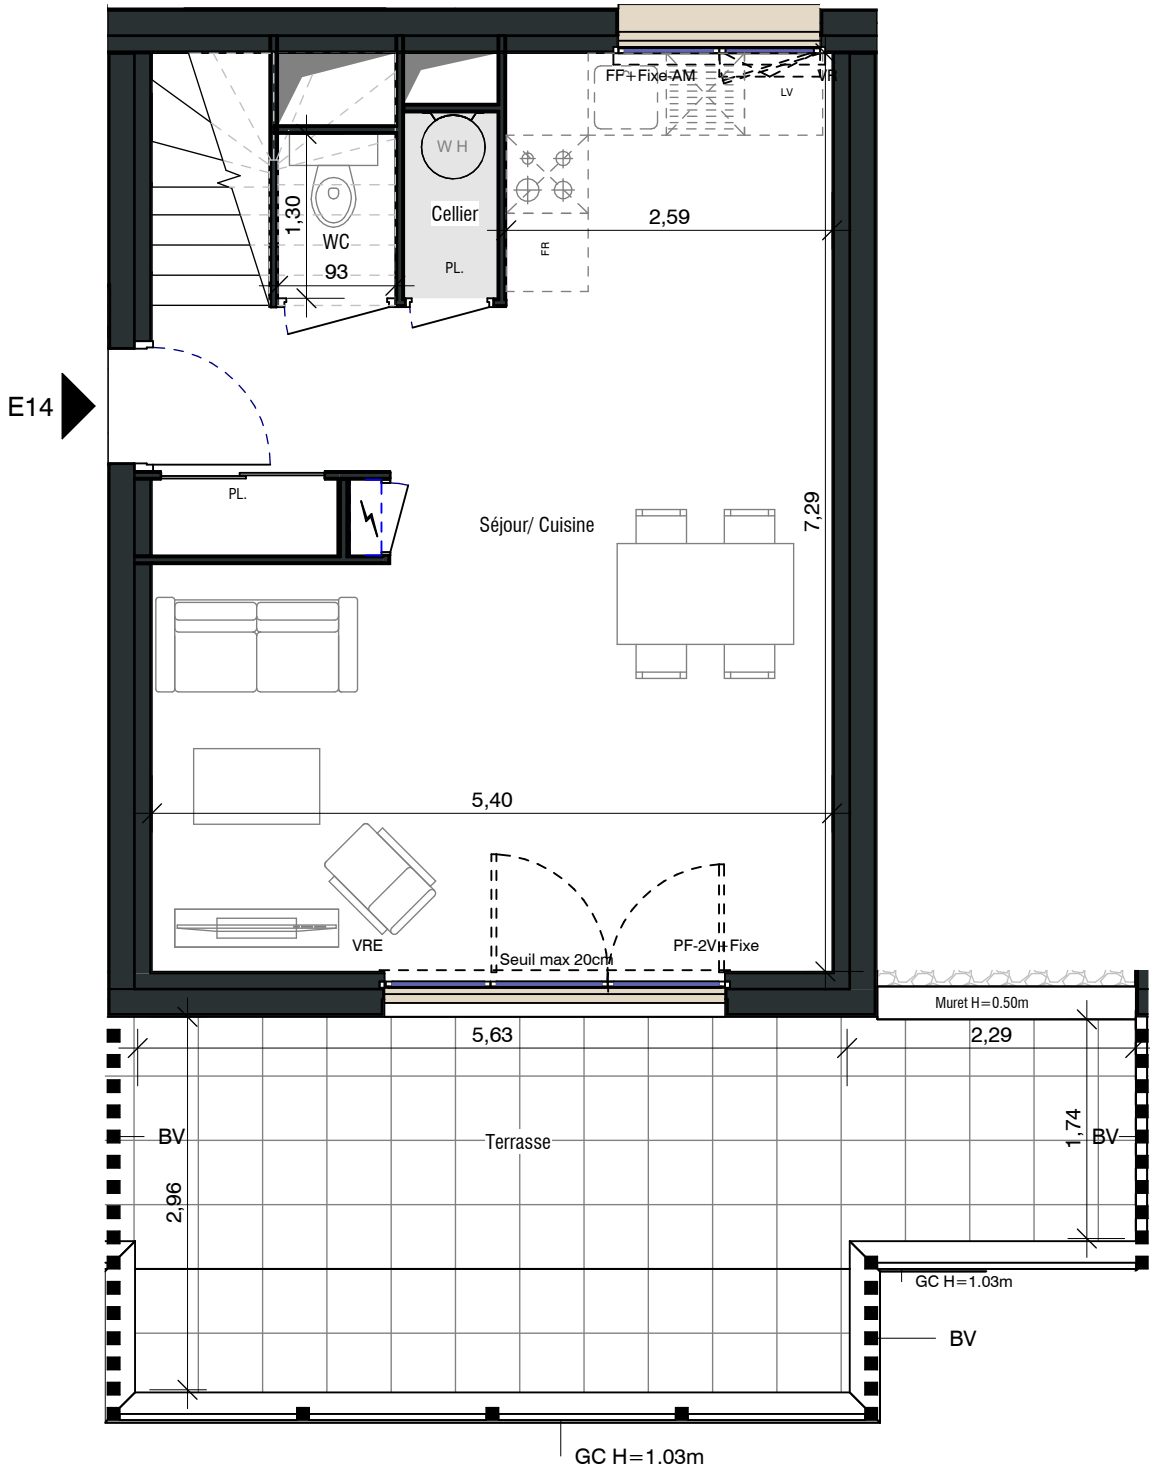 FP+Fixe AM
VR
LV
W H
Cellier
1,30
WC
2,59
FR
PL.
93
E14
PL.
Séjour/ Cuisine
7,29
5,40
VRE
PF-2V+Fixe
Seuil max 20cm
Muret H=0.50m
5,63
2,29
BV
Terrasse
1,74
BV
2,96
GC H=1.03m
BV
GC H=1.03m